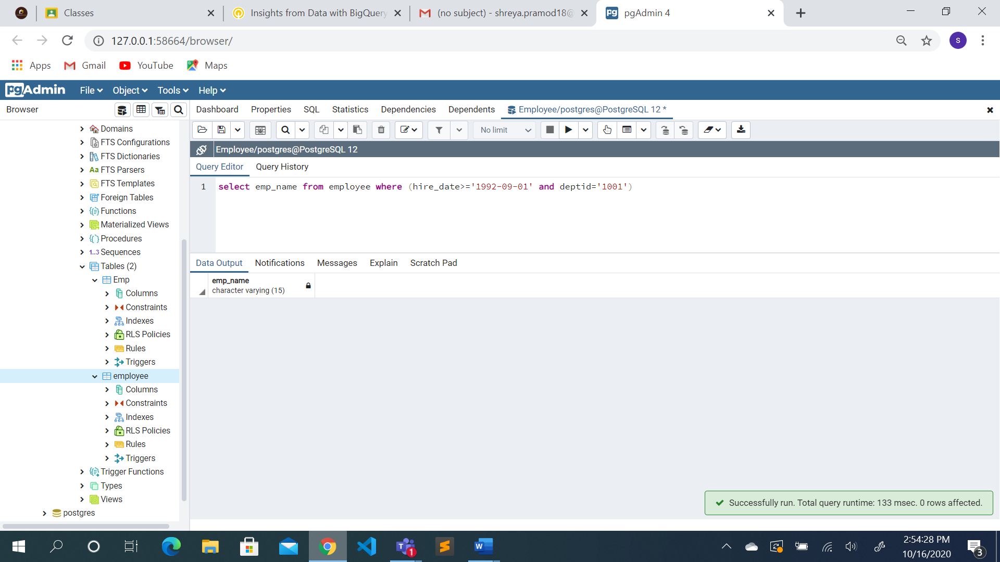 Classes
Insights from Data with BigQuery
(no subject) - shreya.pramod18@
pgAdmin 4
127.0.0.1:58664/browser/
S
Apps
Gmail
YouTube
Maps
pgAdmin
File
Object
Tools
Help
Browser
Dashboard
Properties
SQL
Statistics
Dependencies
Dependents
Employee/postgres@PostgreSQL 12 *
No limit
Employee/postgres@PostgreSQL 12
Query Editor
Query History
1 select emp_name from employee where (hire_date>='1992-09-01' and deptid='1001')
Data Output
Notifications
Messages
Explain
Scratch Pad
emp_name
character varying (15)
Domains
FTS Configurations
FTS Dictionaries
Aa FTS Parsers
FTS Templates
Foreign Tables
Functions
Materialized Views
Procedures
1..3 Sequences
Tables (2)
Emp
Columns
Constraints
Indexes
RLS Policies
Rules
Triggers
employee
Columns
Constraints
Indexes
RLS Policies
Rules
Triggers
Trigger Functions
Types
Views
postgres
Successfully run. Total query runtime: 133 msec. 0 rows affected.
2:54:28 PM
10/16/2020
3
1